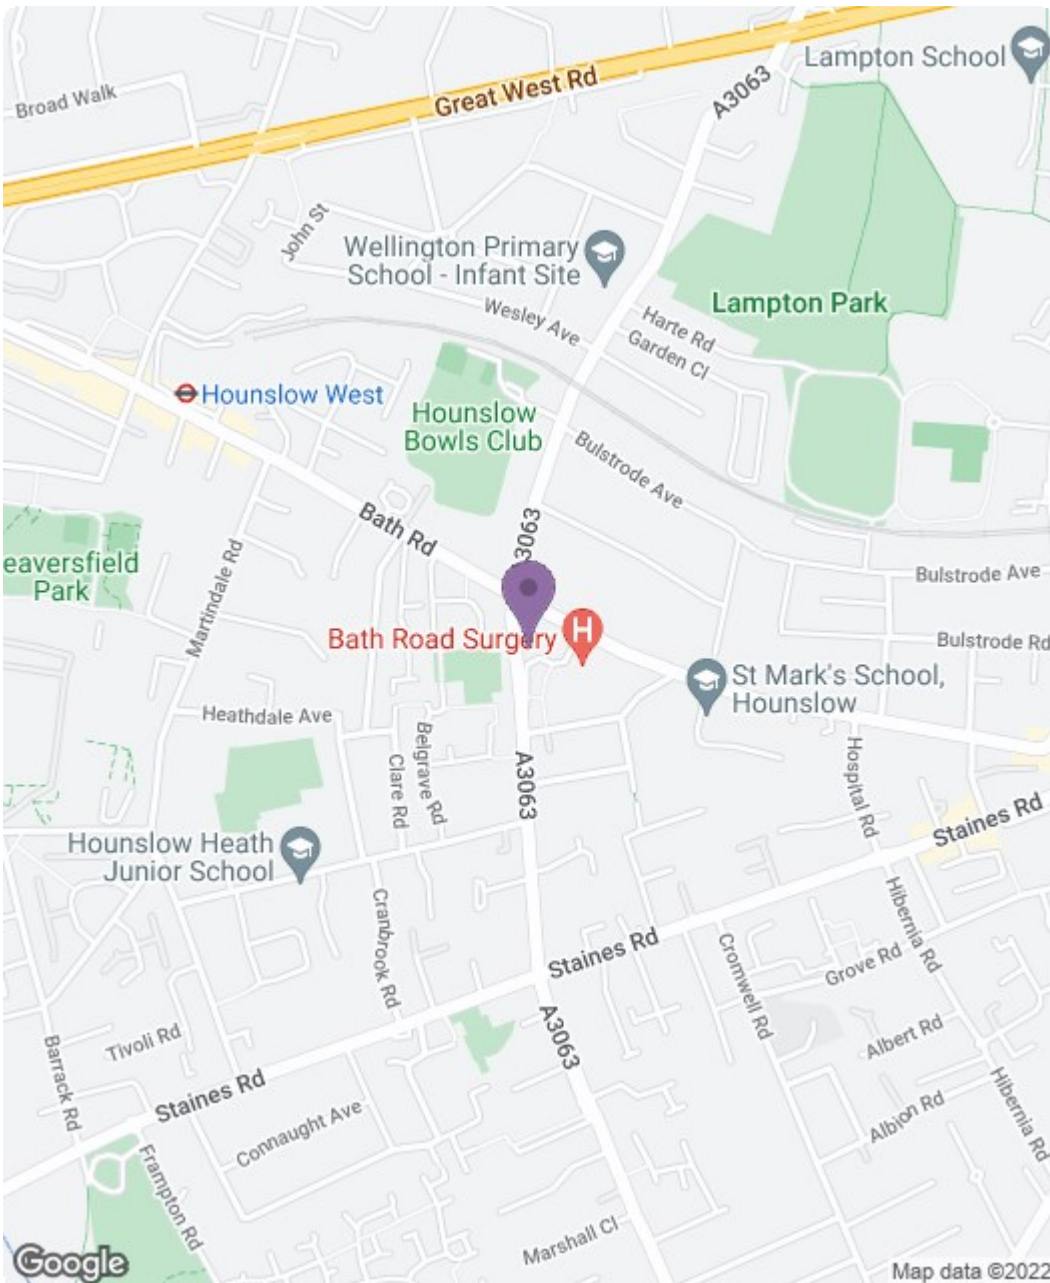 Lampton School
Great West Rd
A3063
Broad Walk
John St
Wellington Primary
School - Infant Site
Wesley Ave
Harte Rd
Lampton Park
Garden Cl
Hounslow West
Hounslow
Bowls Club
Bulstrode Ave
Bath Rd
3063
eaversfield
Park
Martindale Rd
Bulstrode Ave
Bath Road Surgery
H
Bulstrode Rd
St Mark's School,
Hounslow
Heathdale Ave
Belgrave Rd
Clare Rd
A3063
Hospital Rd
Staines Rd
Hounslow Heath
Junior School
Cranbrook Rd
Hibernia Rd
Staines Rd
Cromwell Rd
Grove Rd
A3063
Tivoli Rd
Albert Rd
Barrack Rd
Staines Rd
Hibernia Rd
Connaught Ave
Albion Rd
Frampton Rd
Marshall Cl
Google
Map data ©2022